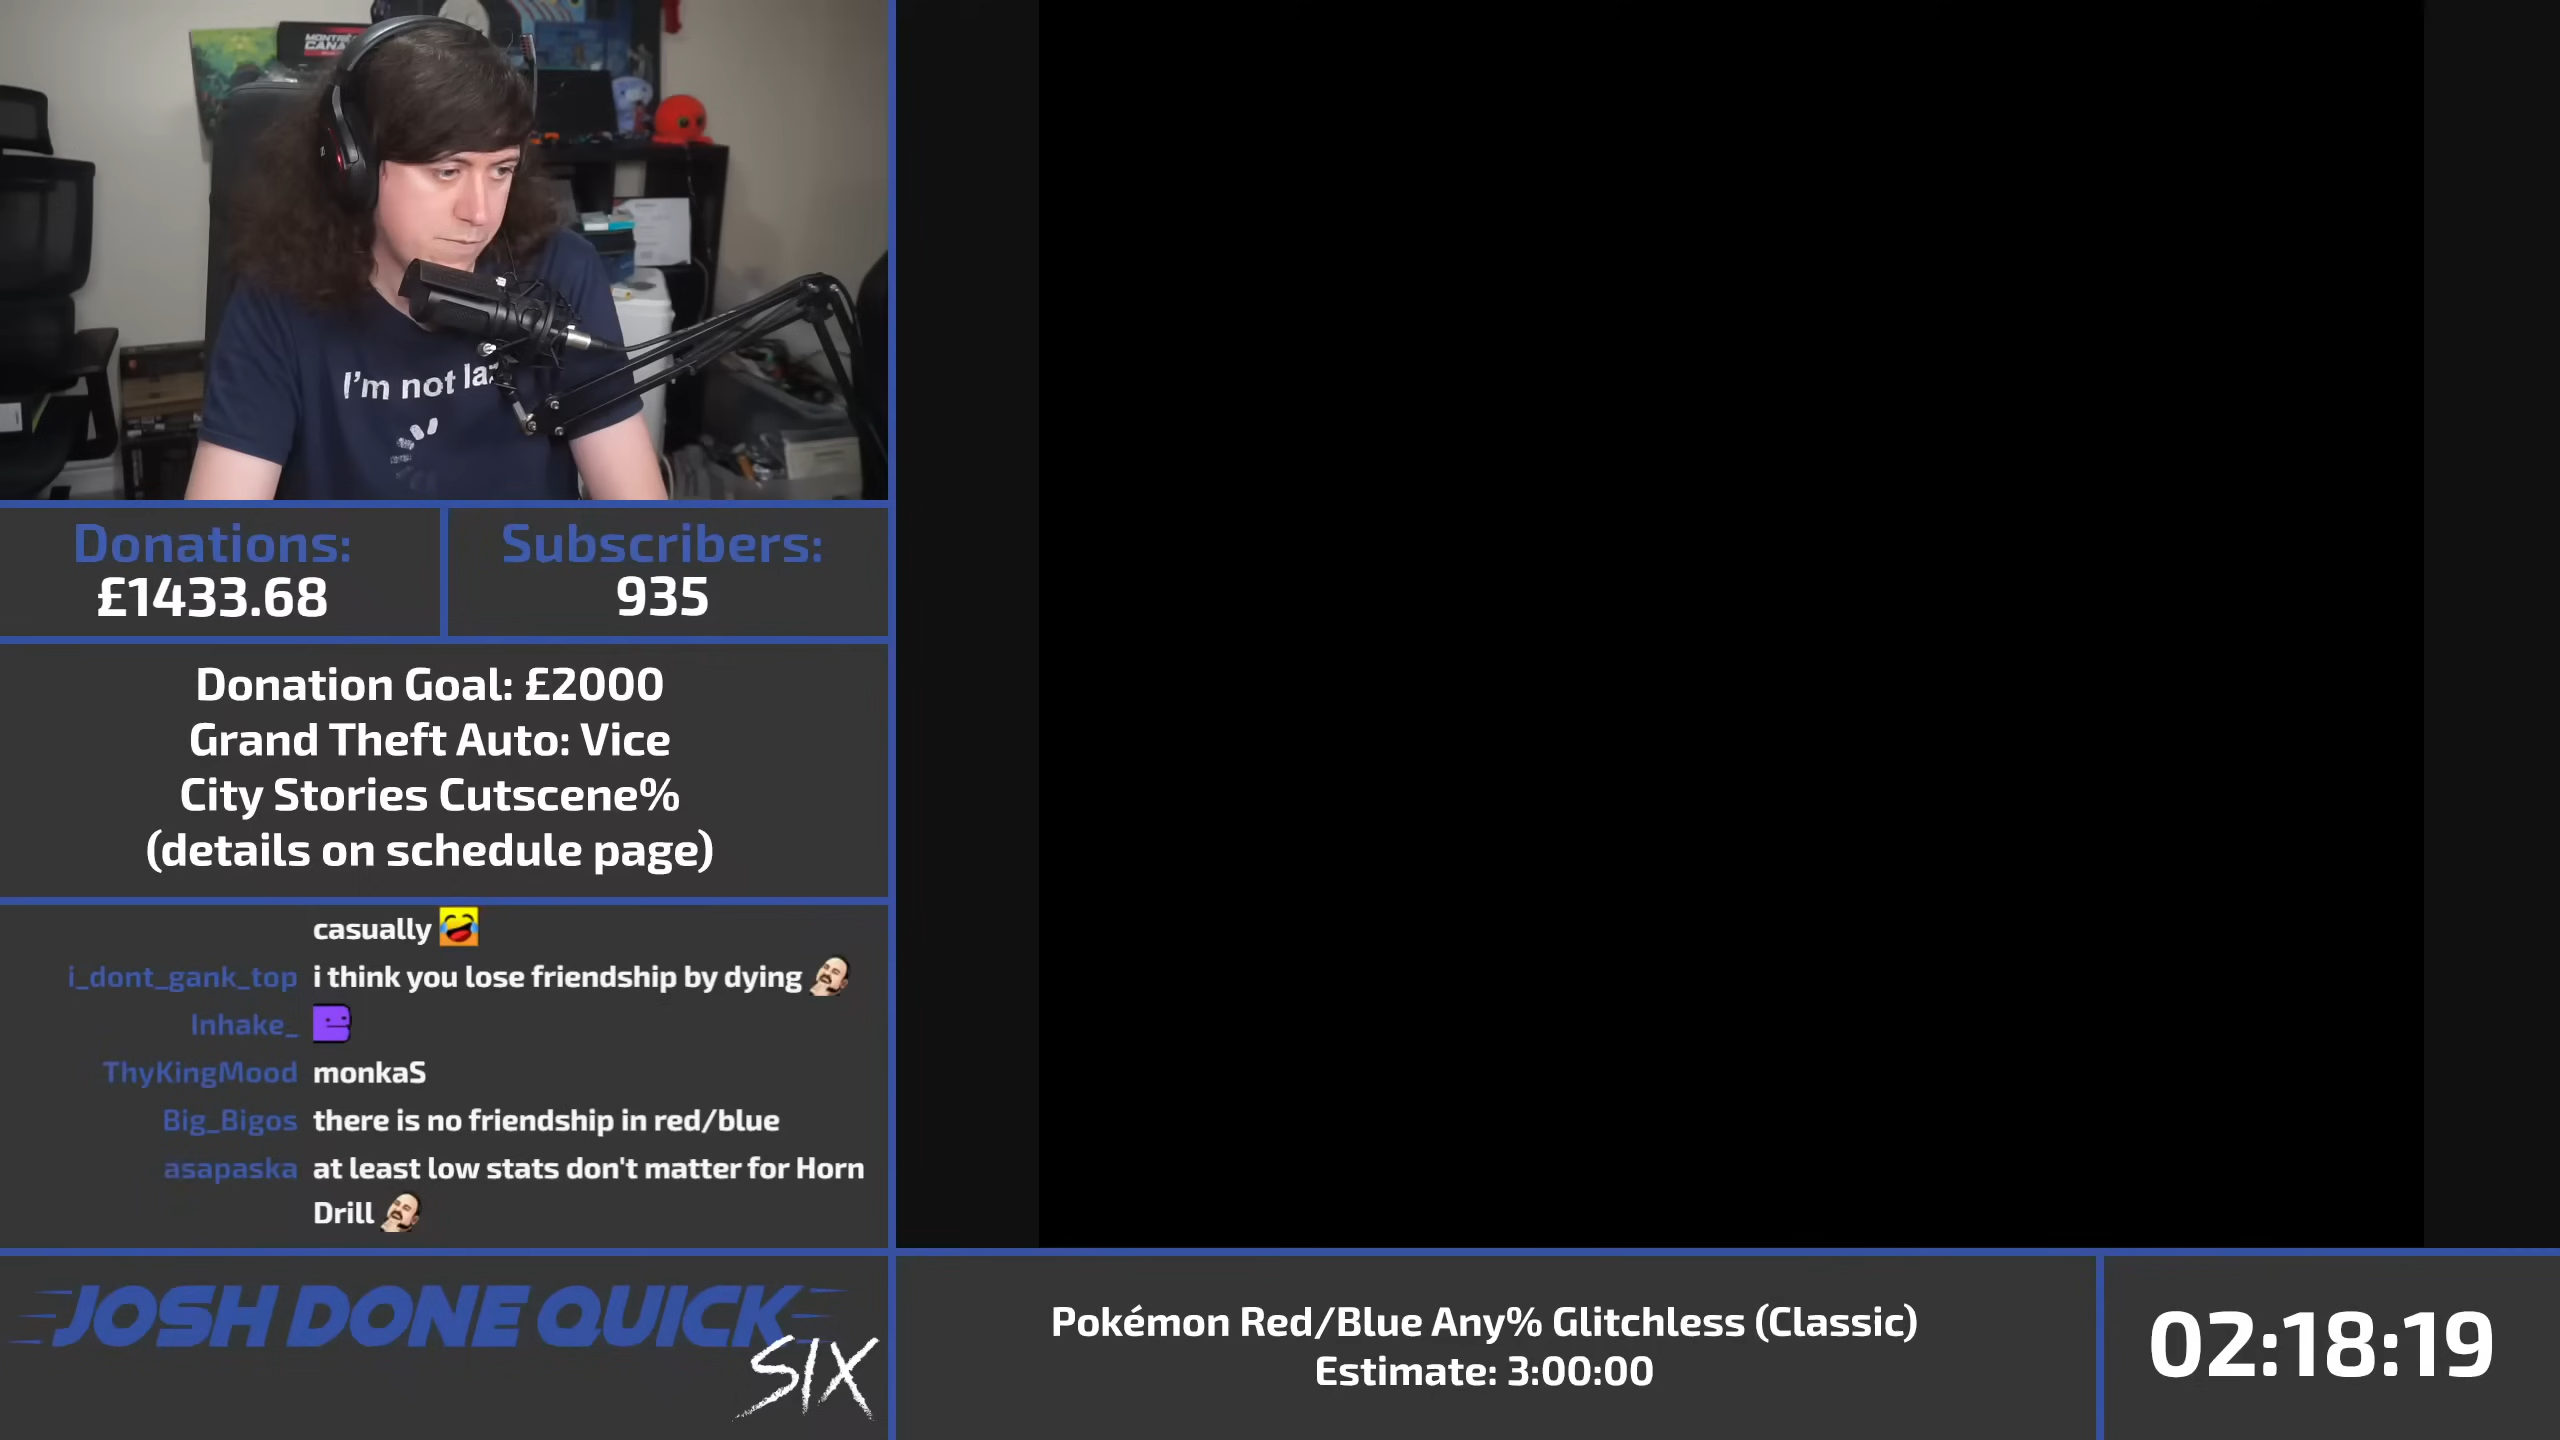 I'm not la
Donations:
£1433.68
Subscribers:
935
Donation Goal: £2000
Grand Theft Auto: Vice
City Stories Cutscene%
(details on schedule page)
casually
i_dont_gank_top i think you lose friendship by dying
Inhake_
ThyKingMood monkaS
Big_Bigos there is no friendship in red/blue
asapaska at least low stats don't matter for Horn
Drill
JOSH DONE QUICK
SIX
Pokémon Red/Blue Any% Glitchless (Classic)
Estimate: 3:00:00
02:18:19